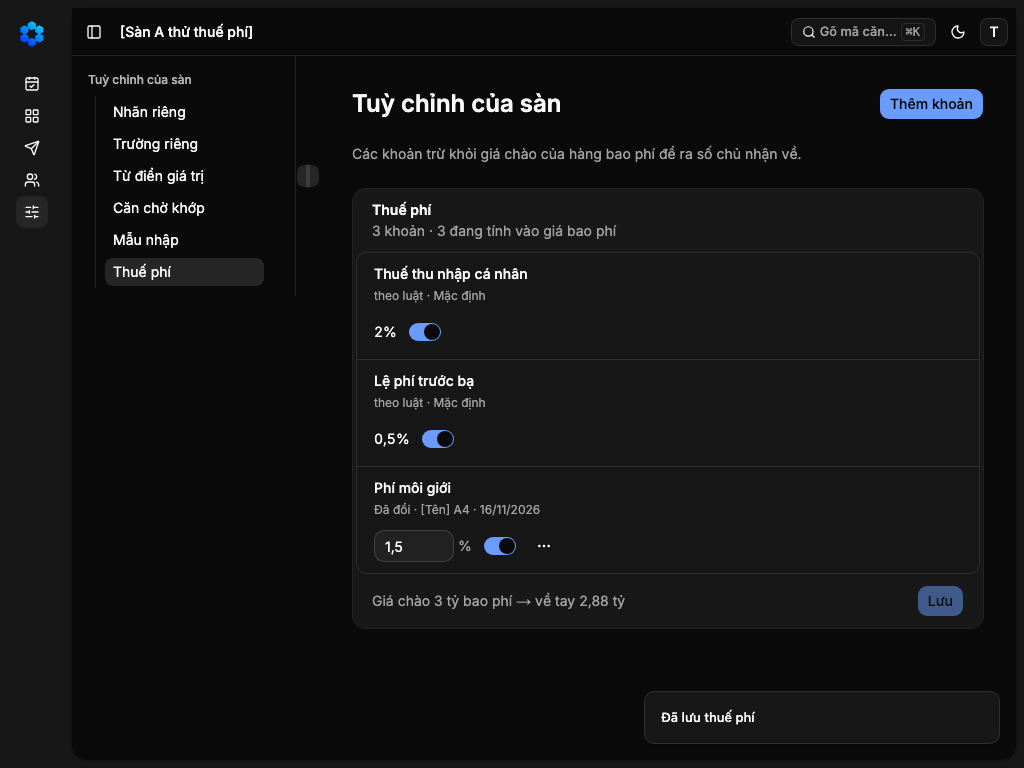 [Sàn A thử thuế phí]
Gõ mã căn... ⌘K
T
Tuỳ chỉnh của sàn
Nhãn riêng
Trường riêng
Từ điển giá trị
Căn chờ khớp
Mẫu nhập
Thuế phí
Tuỳ chỉnh của sàn
Thêm khoản
Các khoản trừ khỏi giá chào của hàng bao phí để ra số chủ nhận về.
Thuế phí
3 khoản · 3 đang tính vào giá bao phí
Thuế thu nhập cá nhân
theo luật · Mặc định
2%
Lệ phí trước bạ
theo luật · Mặc định
0,5%
Phí môi giới
Đã đổi · [Tên] A4 · 16/11/2026
1,5 %
Giá chào 3 tỷ bao phí → về tay 2,88 tỷ
Lưu
Đã lưu thuế phí